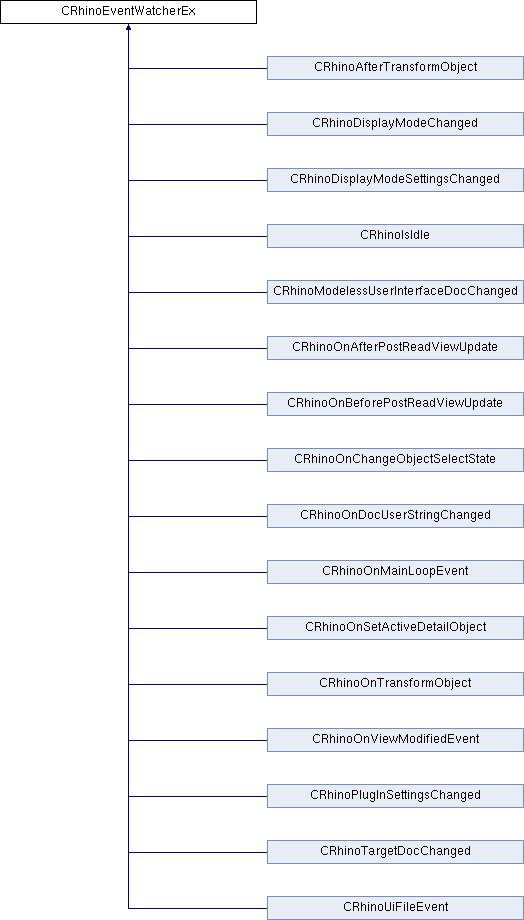 CRhinoEventWatcherEx
CRhinoAfterTransformObject
CRhinoDisplayModeChanged
CRhinoDisplayModeSettingsChanged
CRhinoIsIdle
CRhinoModelessUserInterfaceDocChanged
CRhinoOnAfterPostReadViewUpdate
CRhinoOnBeforePostReadViewUpdate
CRhinoOnChangeObjectSelectState
CRhinoOnDocUserStringChanged
CRhinoOnMainLoopEvent
CRhinoOnSetActiveDetailObject
CRhinoOnTransformObject
CRhinoOnViewModifiedEvent
CRhinoPlugInSettingsChanged
CRhinoTargetDocChanged
CRhinoUiFileEvent